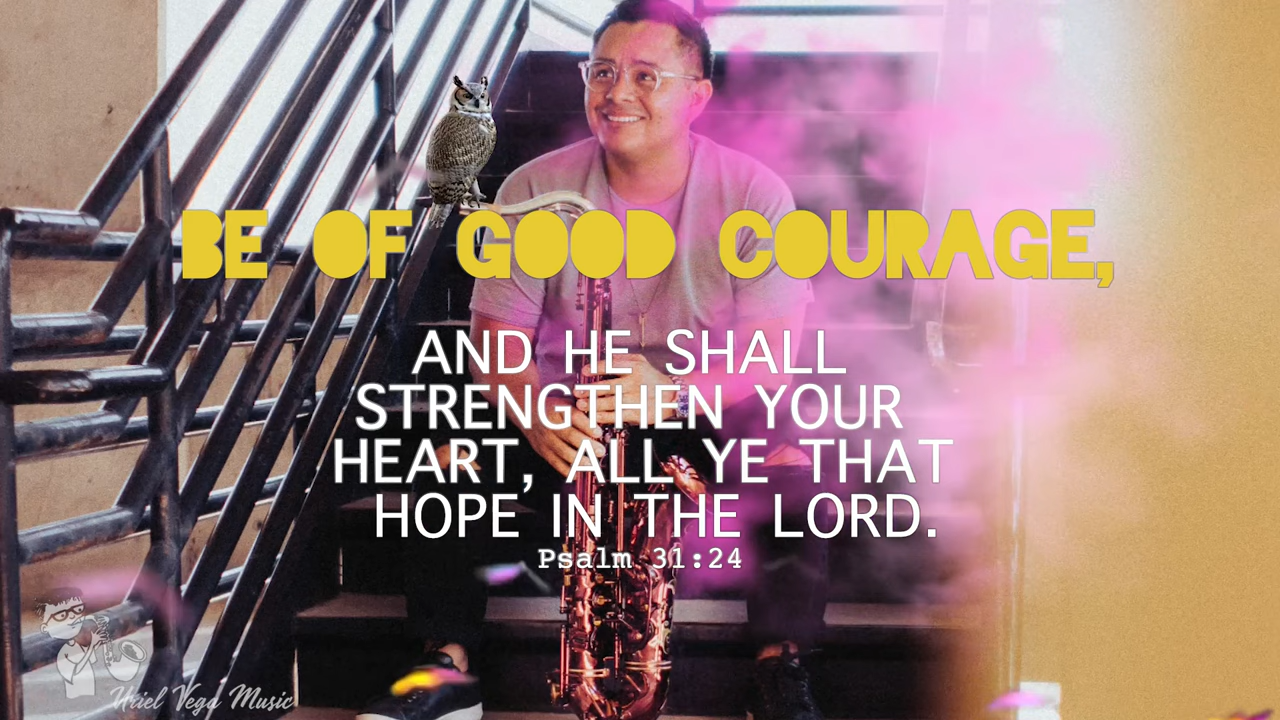 BE OF GOOD COURAGE,
AND HE SHALL
STRENGTHEN YOUR
HEART, ALL YE THAT
HOPE IN THE LORD.
Psalm 31:24
Uriel Vega Music